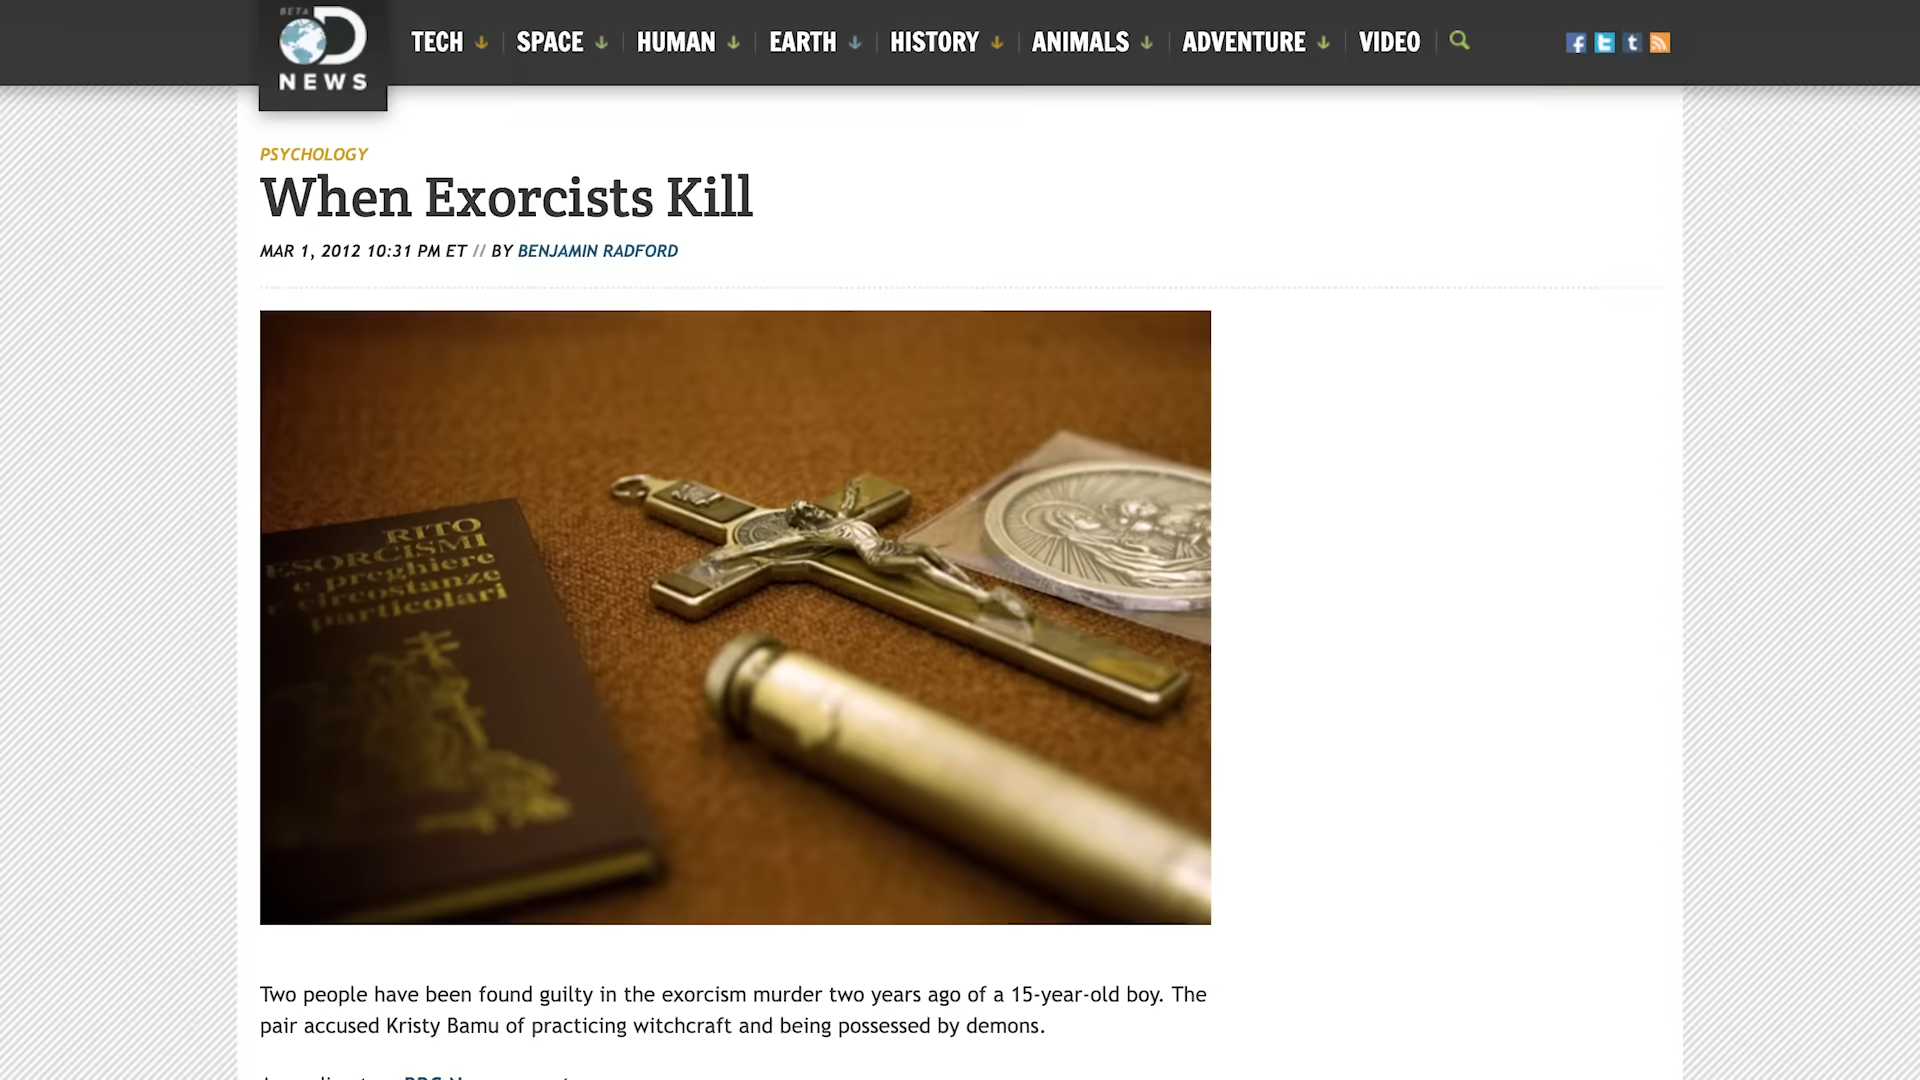 BETA
NEWS
TECH SPACE HUMAN EARTH HISTORY ANIMALS ADVENTURE VIDEO
PSYCHOLOGY
When Exorcists Kill
MAR 1, 2012 10:31 PM ET // BY BENJAMIN RADFORD
RITO
ESORCISMI
e preghiere
circostanze
particolari
Two people have been found guilty in the exorcism murder two years ago of a 15-year-old boy. The
pair accused Kristy Bamu of practicing witchcraft and being possessed by demons.